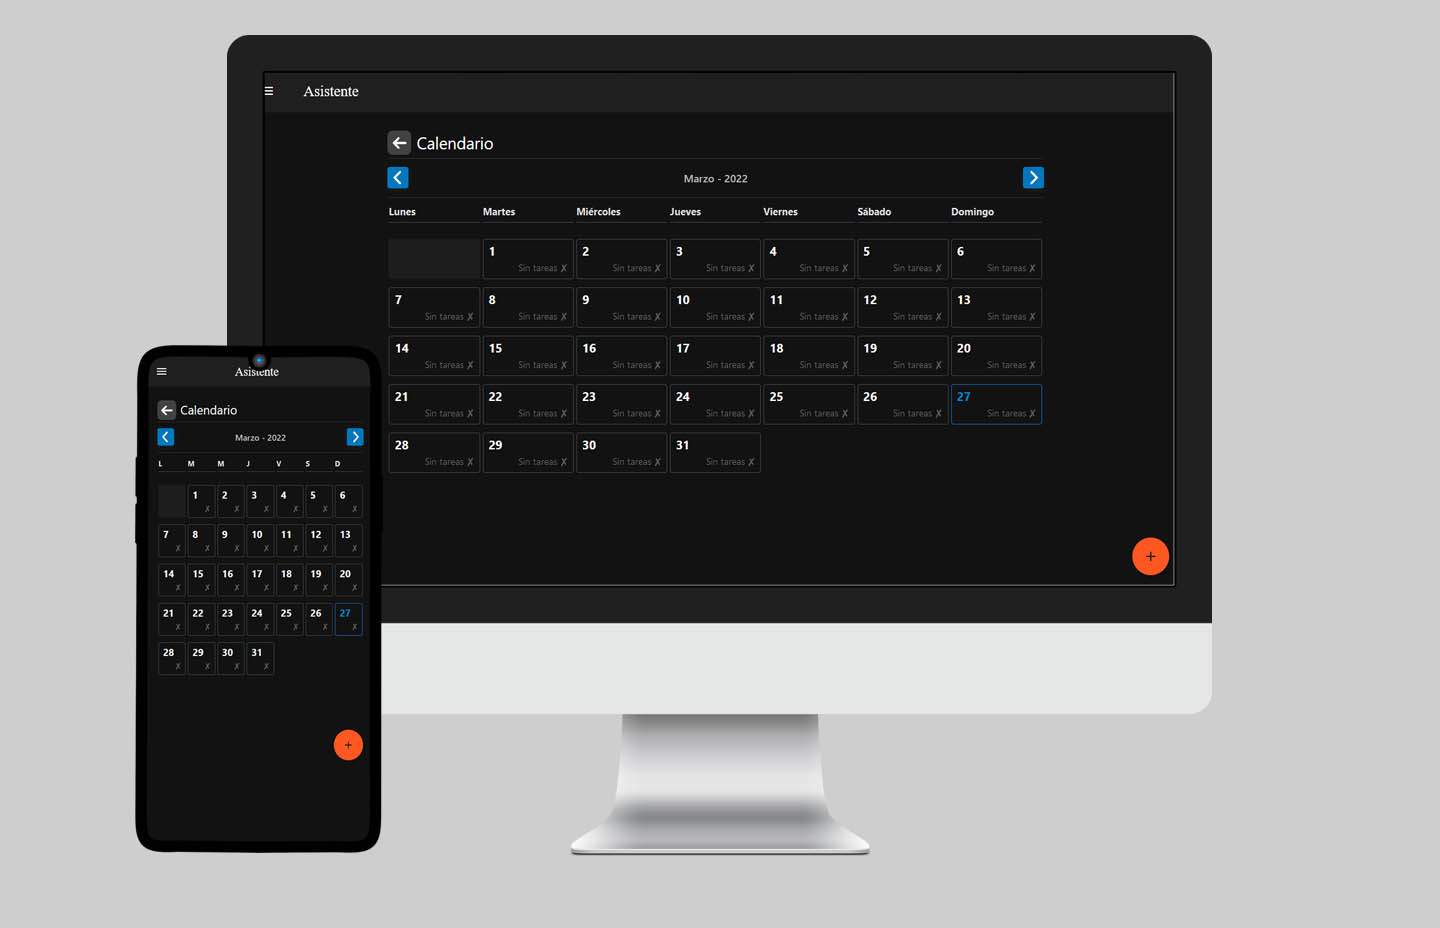 Asistente
Calendario
Marzo - 2022
Lunes Martes Miércoles Jueves Viernes Sábado Domingo
1 2 3 4 5 6
Sin tareas ✗ Sin tareas ✗ Sin tareas ✗ Sin tareas ✗ Sin tareas ✗ Sin tareas ✗
7 8 9 10 11 12 13
Sin tareas ✗ Sin tareas ✗ Sin tareas ✗ Sin tareas ✗ Sin tareas ✗ Sin tareas ✗ Sin tareas ✗
14 15 16 17 18 19 20
Sin tareas ✗ Sin tareas ✗ Sin tareas ✗ Sin tareas ✗ Sin tareas ✗ Sin tareas ✗ Sin tareas ✗
21 22 23 24 25 26 27
Sin tareas ✗ Sin tareas ✗ Sin tareas ✗ Sin tareas ✗ Sin tareas ✗ Sin tareas ✗ Sin tareas ✗
28 29 30 31
Sin tareas ✗ Sin tareas ✗ Sin tareas ✗ Sin tareas ✗
+
Asistente
Calendario
Marzo - 2022
L M M J V S D
1 2 3 4 5 6
✗ ✗ ✗ ✗ ✗ ✗
7 8 9 10 11 12 13
✗ ✗ ✗ ✗ ✗ ✗ ✗
14 15 16 17 18 19 20
✗ ✗ ✗ ✗ ✗ ✗ ✗
21 22 23 24 25 26 27
✗ ✗ ✗ ✗ ✗ ✗ ✗
28 29 30 31
✗ ✗ ✗ ✗
+